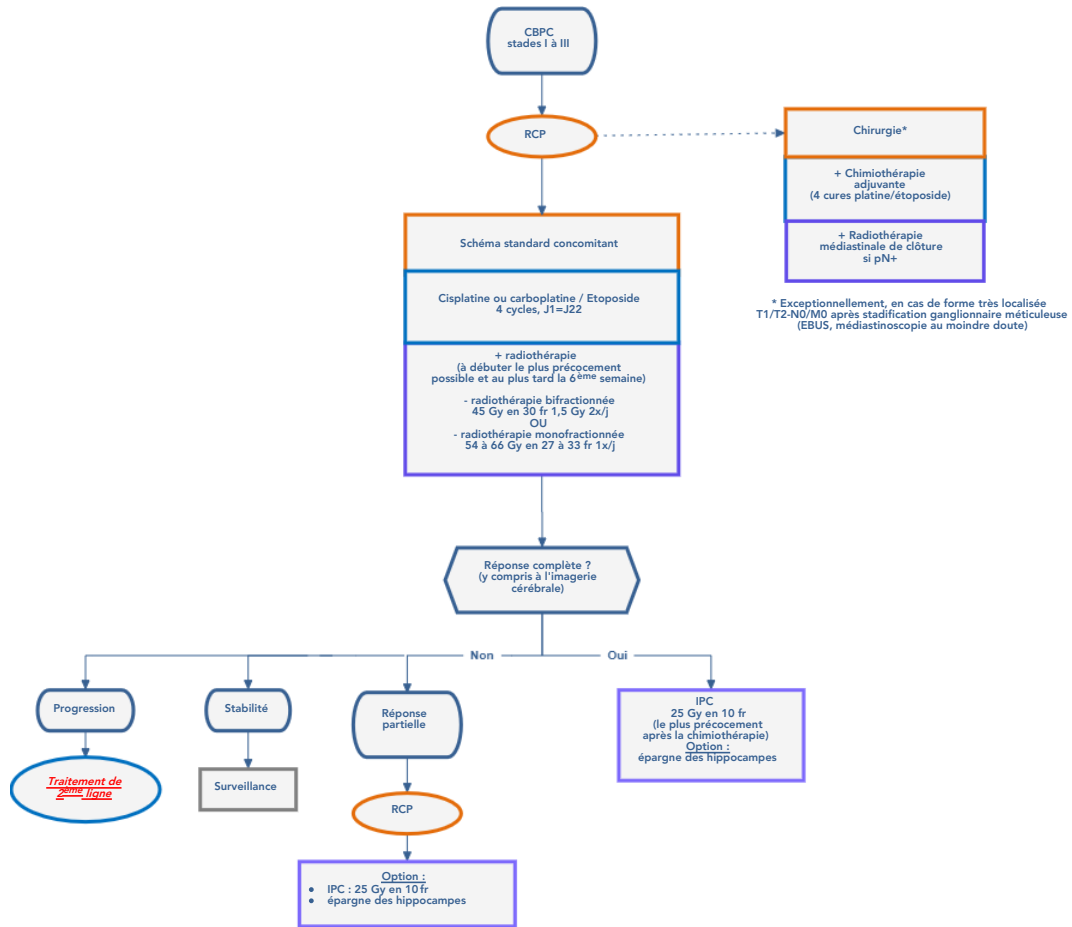 CBPC
stades I à III
RCP
Chirurgie*
+ Chimiothérapie
adjuvante
(4 cures platine/étoposide)
+ Radiothérapie
médiastinale de clôture
si pN+
* Exceptionnellement, en cas de forme très localisée
T1/T2-N0/M0 après stadification ganglionnaire méticuleuse
(EBUS, médiastinoscopie au moindre doute)
Schéma standard concomitant
Cisplatine ou carboplatine / Etoposide
4 cycles, J1=J22
+ radiothérapie
(à débuter le plus précocement
possible et au plus tard la 6ème semaine)
- radiothérapie bifractionnée
45 Gy en 30 fr 1,5 Gy 2x/j
OU
- radiothérapie monofractionnée
54 à 66 Gy en 27 à 33 fr 1x/j
Réponse complète ?
(y compris à l'imagerie
cérébrale)
Non
Oui
Progression
Stabilité
Réponse
partielle
IPC
25 Gy en 10 fr
(le plus précocement
après la chimiothérapie)
Option :
épargne des hippocampes
Traitement de
2ème ligne
Surveillance
RCP
Option :
• IPC : 25 Gy en 10 fr
• épargne des hippocampes